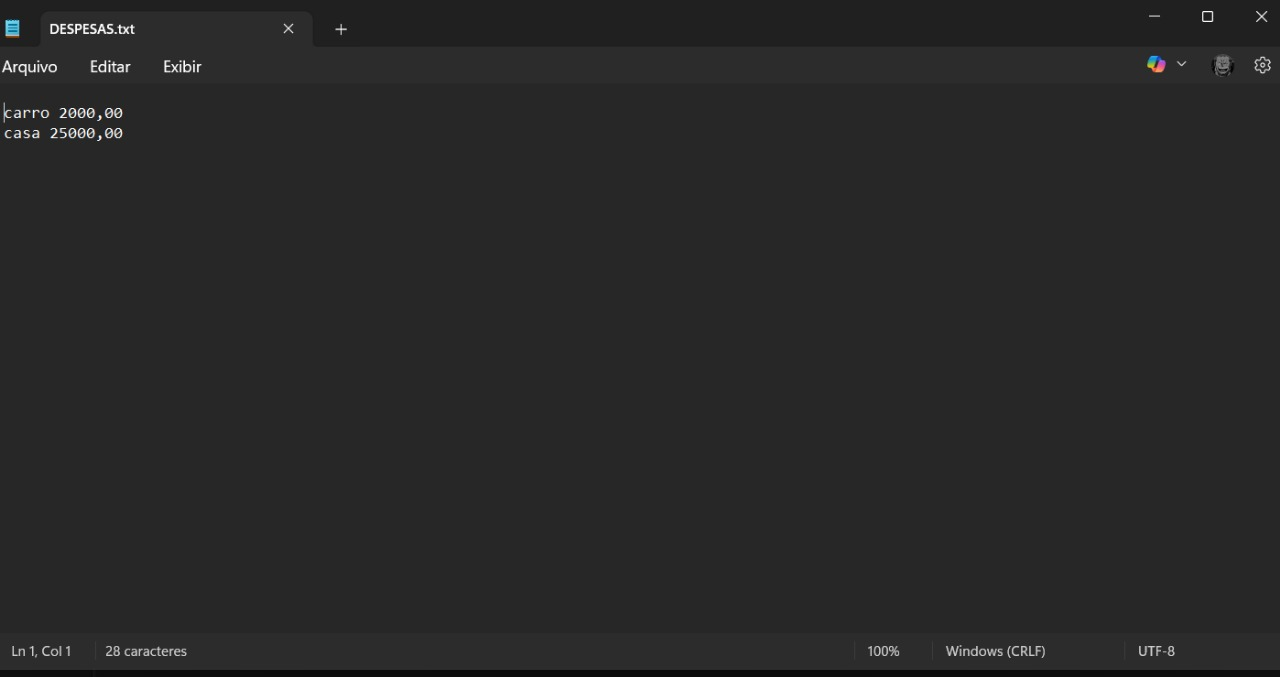 DESPESAS.txt
Arquivo Editar Exibir
carro 2000,00
casa 25000,00
Ln 1, Col 1 28 caracteres 100% Windows (CRLF) UTF-8